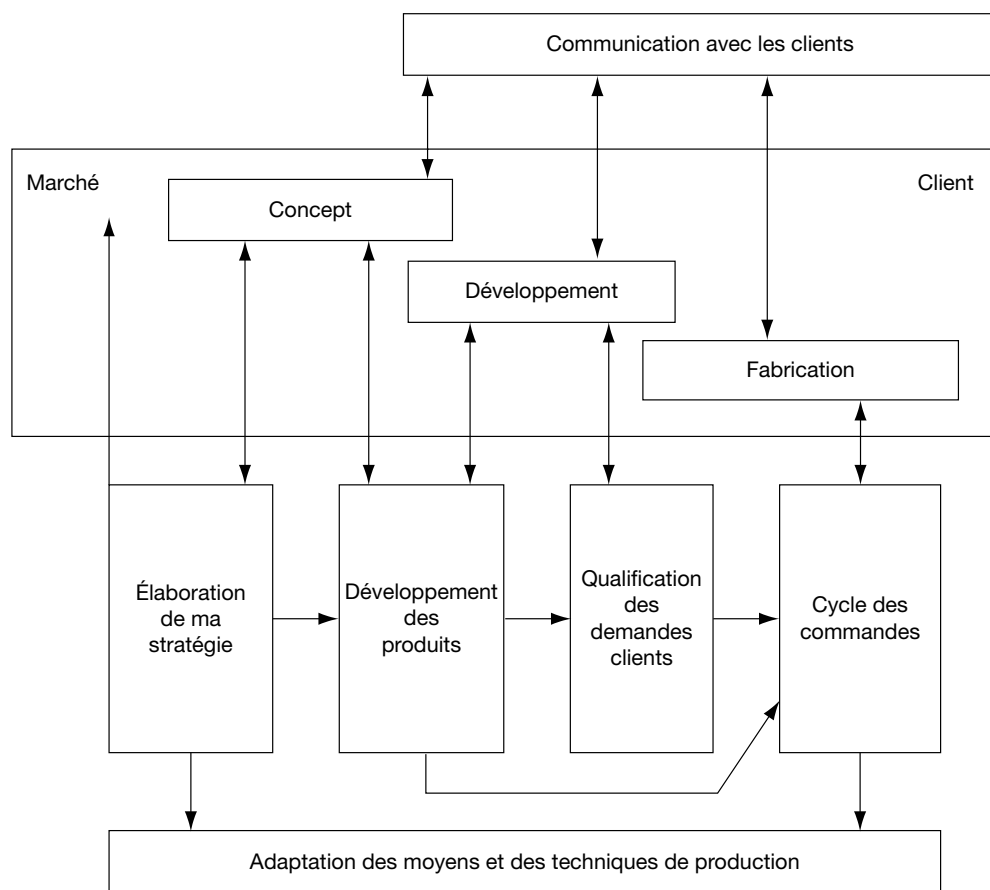 Communication avec les clients
Marché
Client
Concept
Développement
Fabrication
Élaboration
de ma
stratégie
Développement
des
produits
Qualification
des
demandes
clients
Cycle des
commandes
Adaptation des moyens et des techniques de production